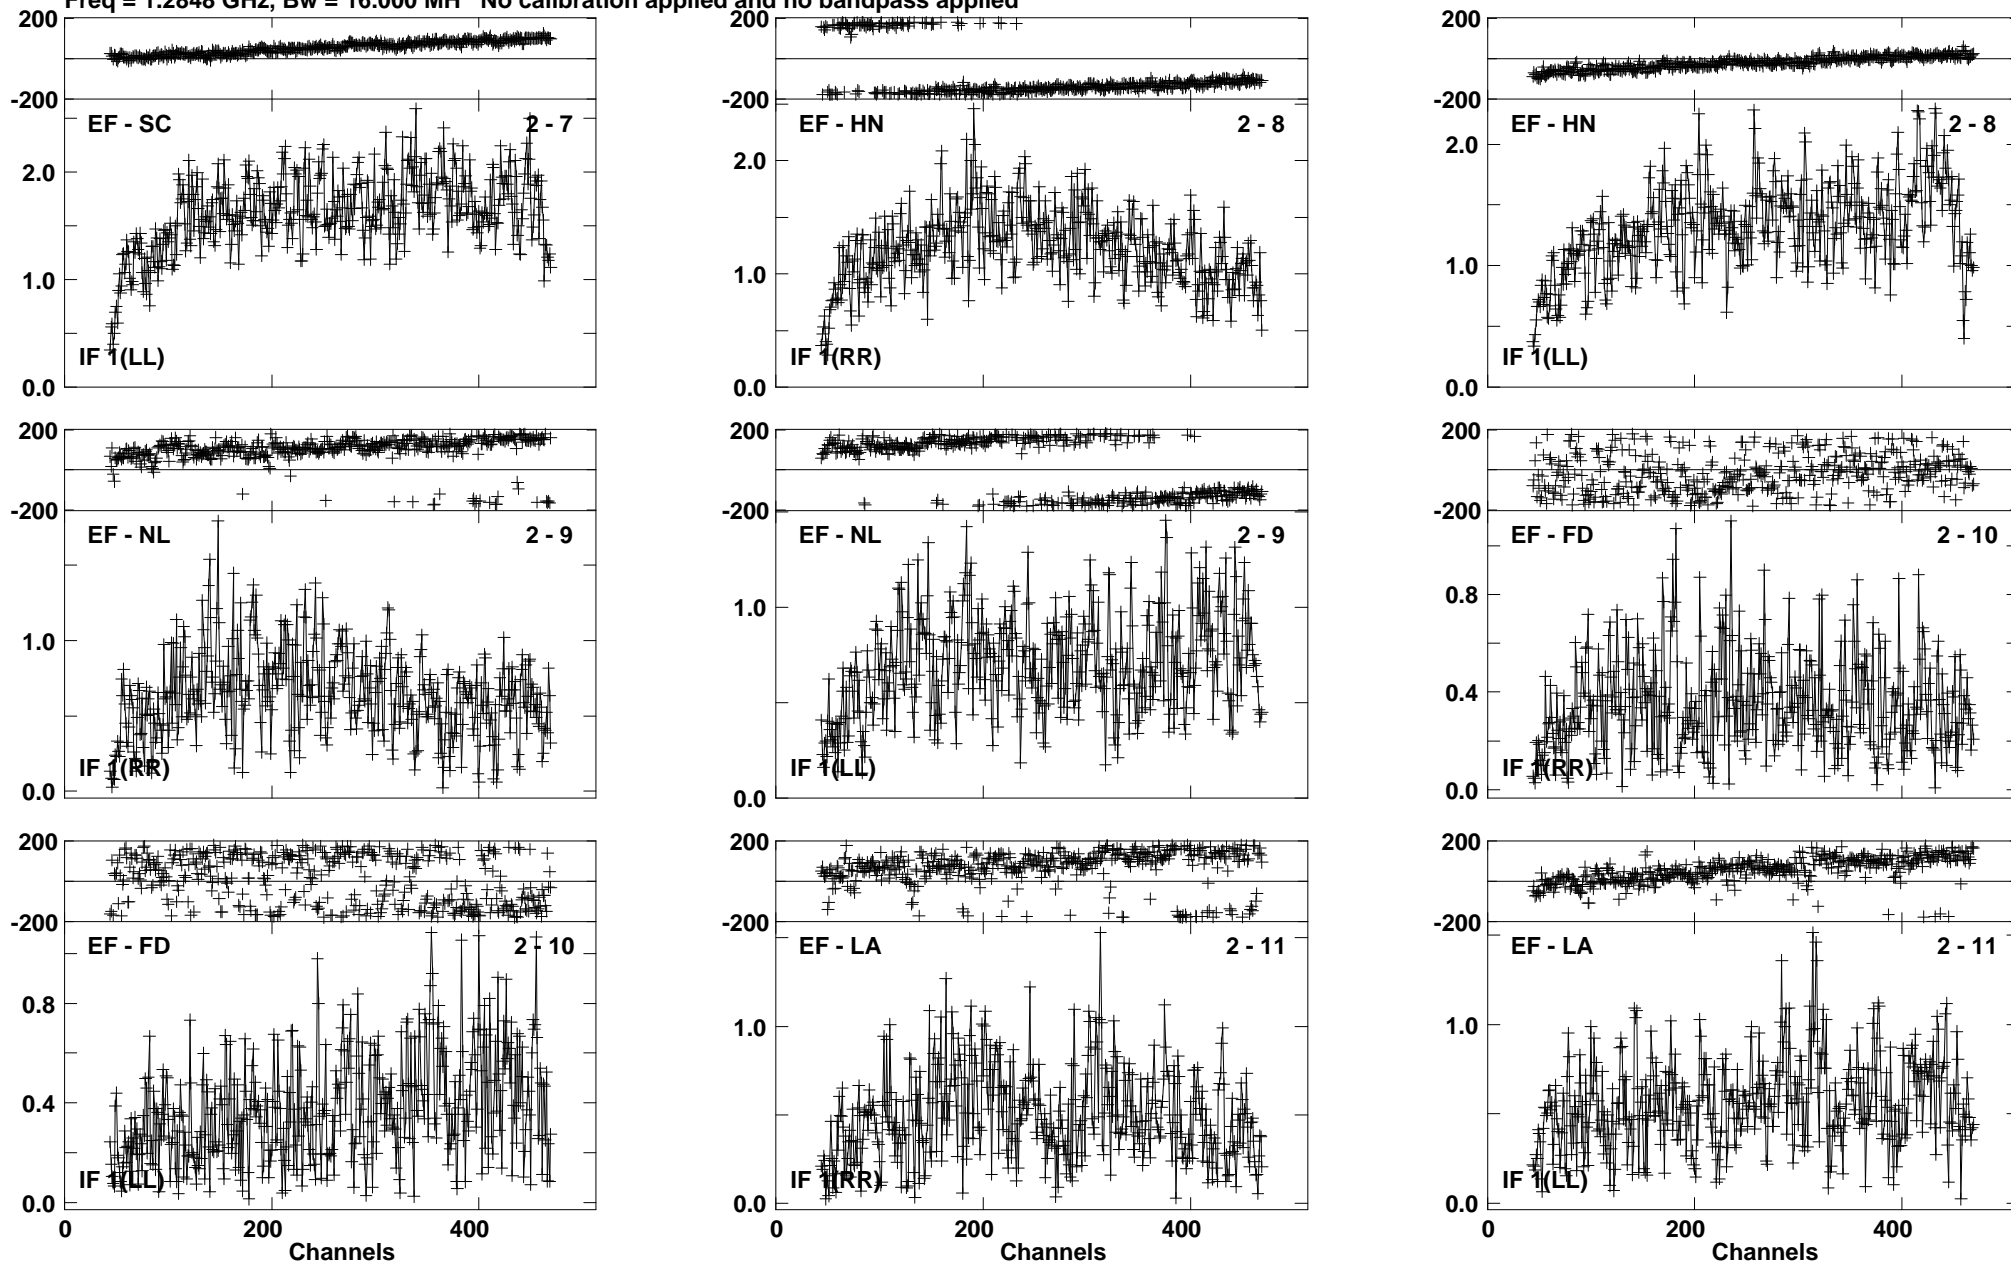 Freq = 1.2848 GHz, Bw = 16.000 MH No calibration applied and no bandpass applied
200
-200
EF - SC 2 - 7
2.0
1.0
IF 1(LL)
0.0
200
-200
EF - HN 2 - 8
2.0
1.0
IF 1(RR)
0.0
200
-200
EF - HN 2 - 8
2.0
1.0
IF 1(LL)
0.0
200
-200
EF - NL 2 - 9
1.0
IF 1(RR)
0.0
200
-200
EF - NL 2 - 9
1.0
IF 1(LL)
0.0
200
-200
EF - FD 2 - 10
0.8
0.4
IF 1(RR)
0.0
200
-200
EF - FD 2 - 10
0.8
0.4
IF 1(LL)
0.0
0 200 400
Channels
200
-200
EF - LA 2 - 11
1.0
IF 1(RR)
0.0
0 200 400
Channels
200
-200
EF - LA 2 - 11
1.0
IF 1(LL)
0.0
0 200 400
Channels